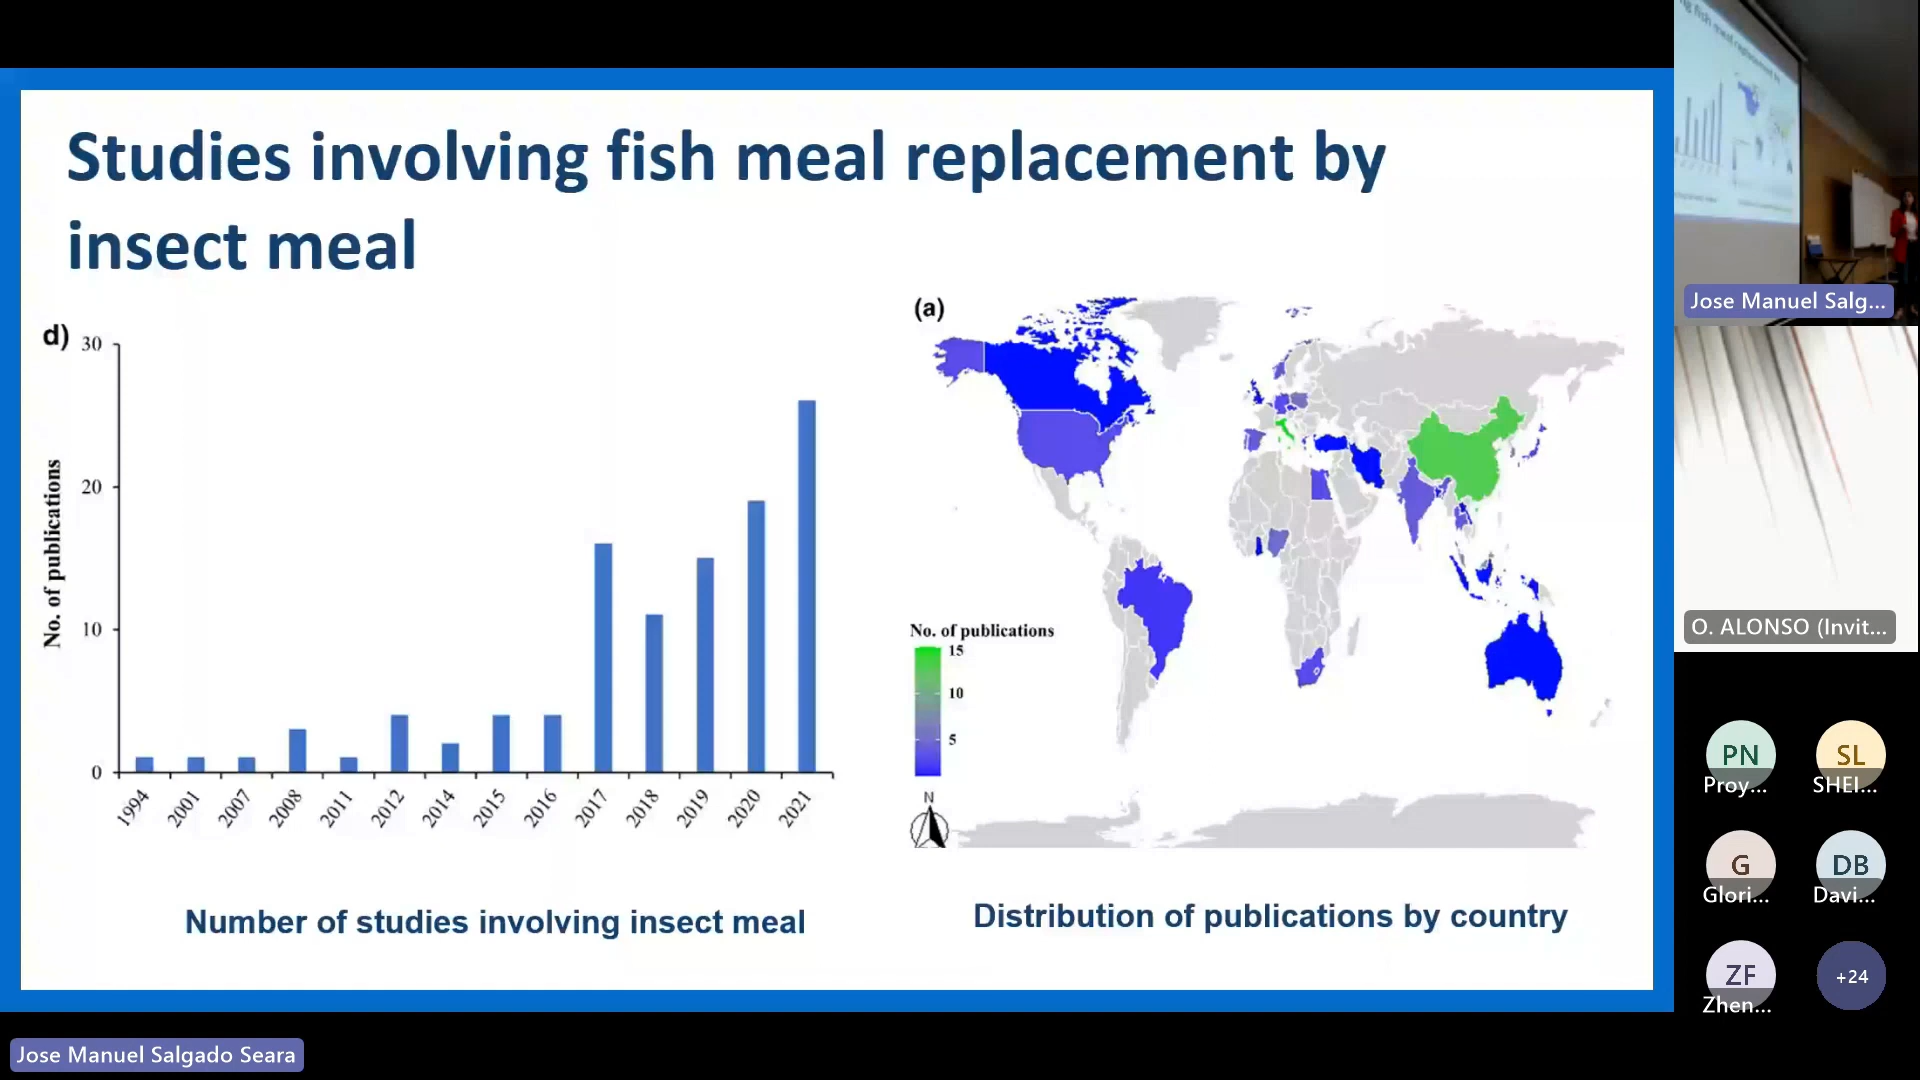 Studies involving fish meal replacement by
insect meal
d)
No. of publications
30
20
10
0
1994
2001
2007
2008
2011
2012
2014
2015
2016
2017
2018
2019
2020
2021
Number of studies involving insect meal
(a)
No. of publications
15
10
5
N
Distribution of publications by country
Jose Manuel Salg...
O. ALONSO (Invit...
PN
Proy...
SL
SHEI...
G
Glori...
DB
Davi...
ZF
Zhen...
+24
Jose Manuel Salgado Seara